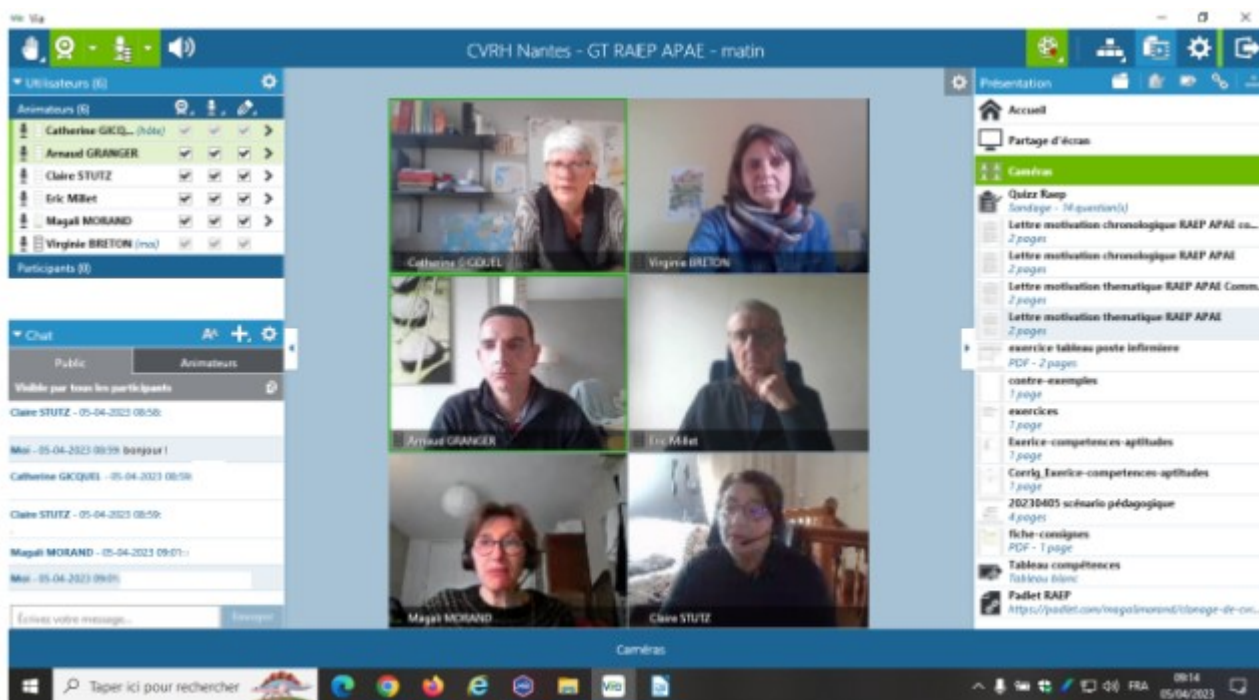 Via
CVRH Nantes - GT RAEP APAE - matin
Utilisateurs (6)
Animateurs (6)
Catherine GICQ... (hôte)
Arnaud GRANGER
Claire STUTZ
Eric Millet
Magali MORAND
Virginie BRETON (moi)
Participants (0)
Chat
Public
Animateurs
Visible par tous les participants
Claire STUTZ - 05-04-2023 08:58:
Moi - 05-04-2023 08:59: bonjour !
Catherine GICQUEL - 05-04-2023 08:59:
Claire STUTZ - 05-04-2023 08:59:
Magali MORAND - 05-04-2023 09:01:
Moi - 05-04-2023 09:01:
Écrivez votre message...
Envoyer
Catherine GICQUEL
Virginie BRETON
Arnaud GRANGER
Eric Millet
Magali MORAND
Claire STUTZ
Présentation
Accueil
Partage d'écran
Caméras
Quizz Raep
Sondage - 14 question(s)
Lettre motivation chronologique RAEP APAE co...
2 pages
Lettre motivation chronologique RAEP APAE
2 pages
Lettre motivation thematique RAEP APAE Comm...
2 pages
Lettre motivation thematique RAEP APAE
2 pages
exercice tableau poste infirmiere
PDF - 2 pages
contre-exemples
1 page
exercices
1 page
Exerice-competences-aptitudes
1 page
Corrig_Exerice-competences-aptitudes
1 page
20230405 scénario pédagogique
4 pages
fiche-consignes
PDF - 1 page
Tableau compétences
Tableau blanc
Padlet RAEP
https://padlet.com/magalimorand/
Caméras
Taper ici pour rechercher
Via
FRA
09:14
05/04/2023